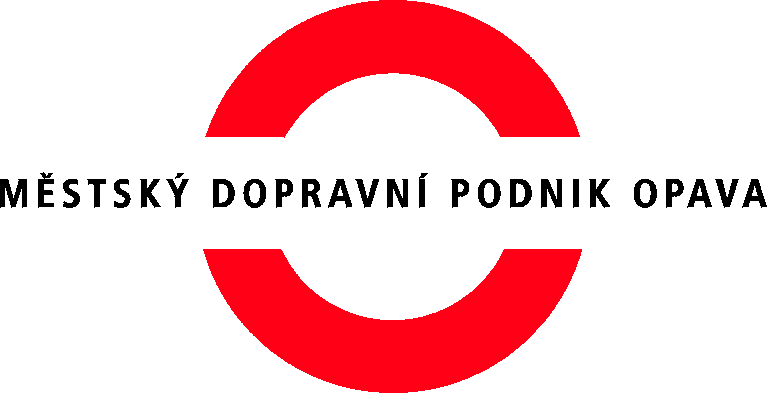 MĚSTSKÝ DOPRAVNÍ PODNIK OPAVA